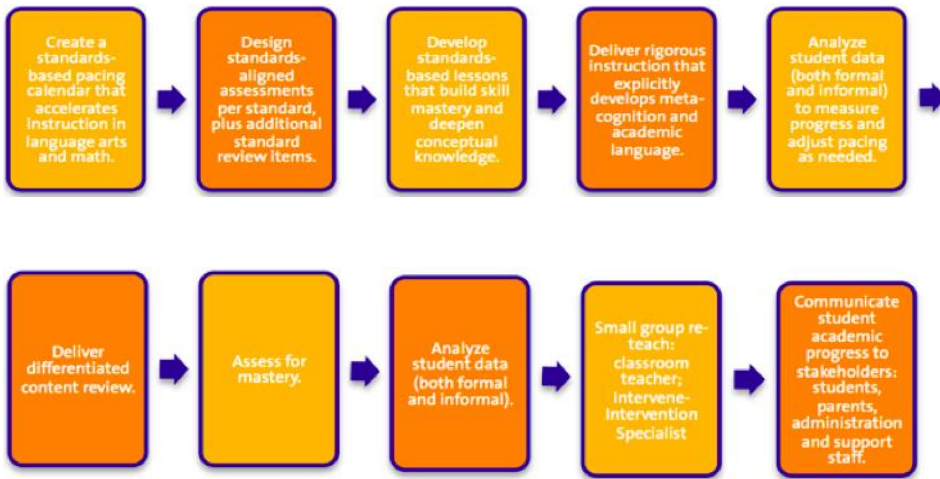 Create a
standards-
based pacing
calendar that
accelerates
instruction in
language arts
and math.
Design
standards-
aligned
assessments
per standard,
plus additional
standard
review items.
Develop
standards-
based lessons
that build skill
mastery and
deepen
conceptual
knowledge.
Deliver rigorous
instruction that
explicitly
develops meta-
cognition and
academic
language.
Analyze
student data
(both formal
and informal)
to measure
progress and
adjust pacing
as needed.
Deliver
differentiated
content review.
Assess for
mastery.
Analyze
student data
(both formal
and informal).
Small group re-
teach:
classroom
teacher;
Intervene-
Intervention
Specialist
Communicate
student
academic
progress to
stakeholders:
students,
parents,
administration
and support
staff.